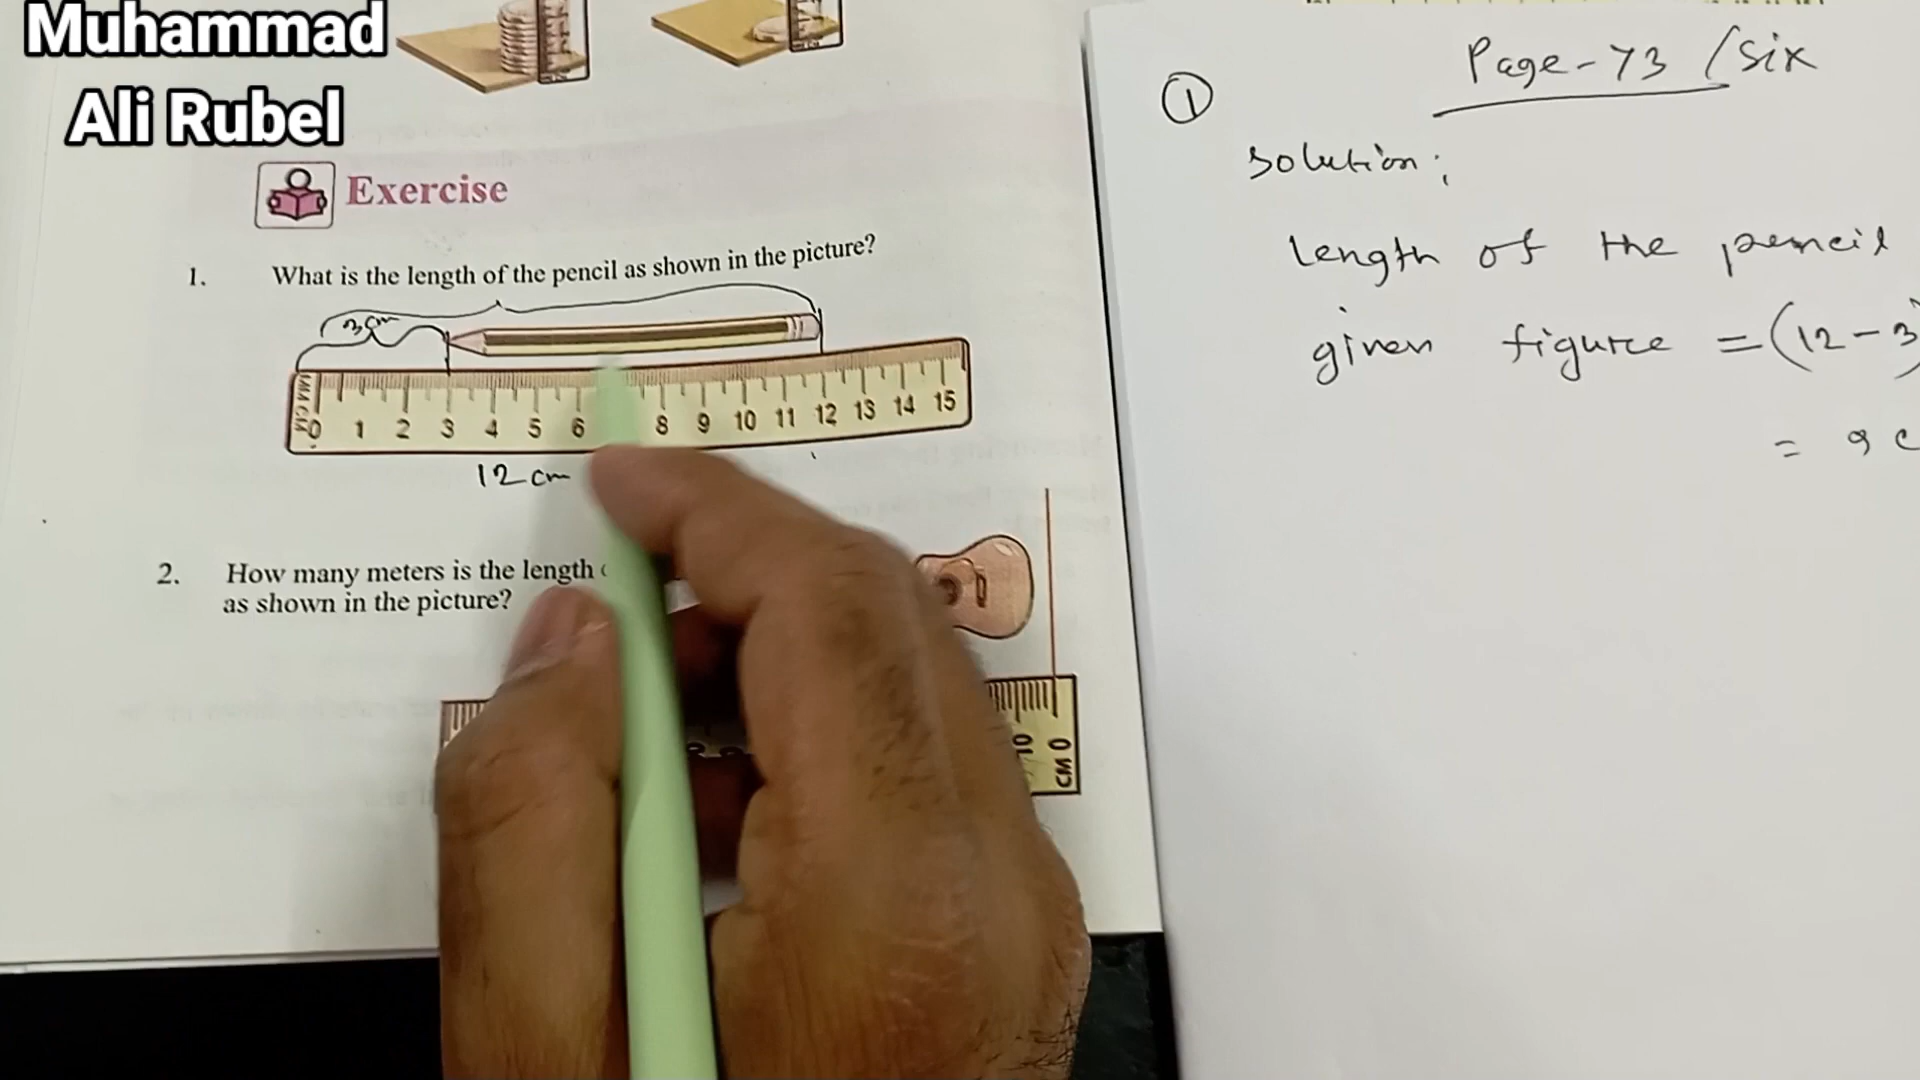 Muhammad
Ali Rubel
Exercise
1. What is the length of the pencil as shown in the picture?
3cm
MM CM
0 1 2 3 4 5 6 8 9 10 11 12 13 14 15
12 cm
2. How many meters is the length
as shown in the picture?
10
CM 0
Page-73 / Six
①
Solution:
length of the pencil
given figure = (12-3)
= 9 c